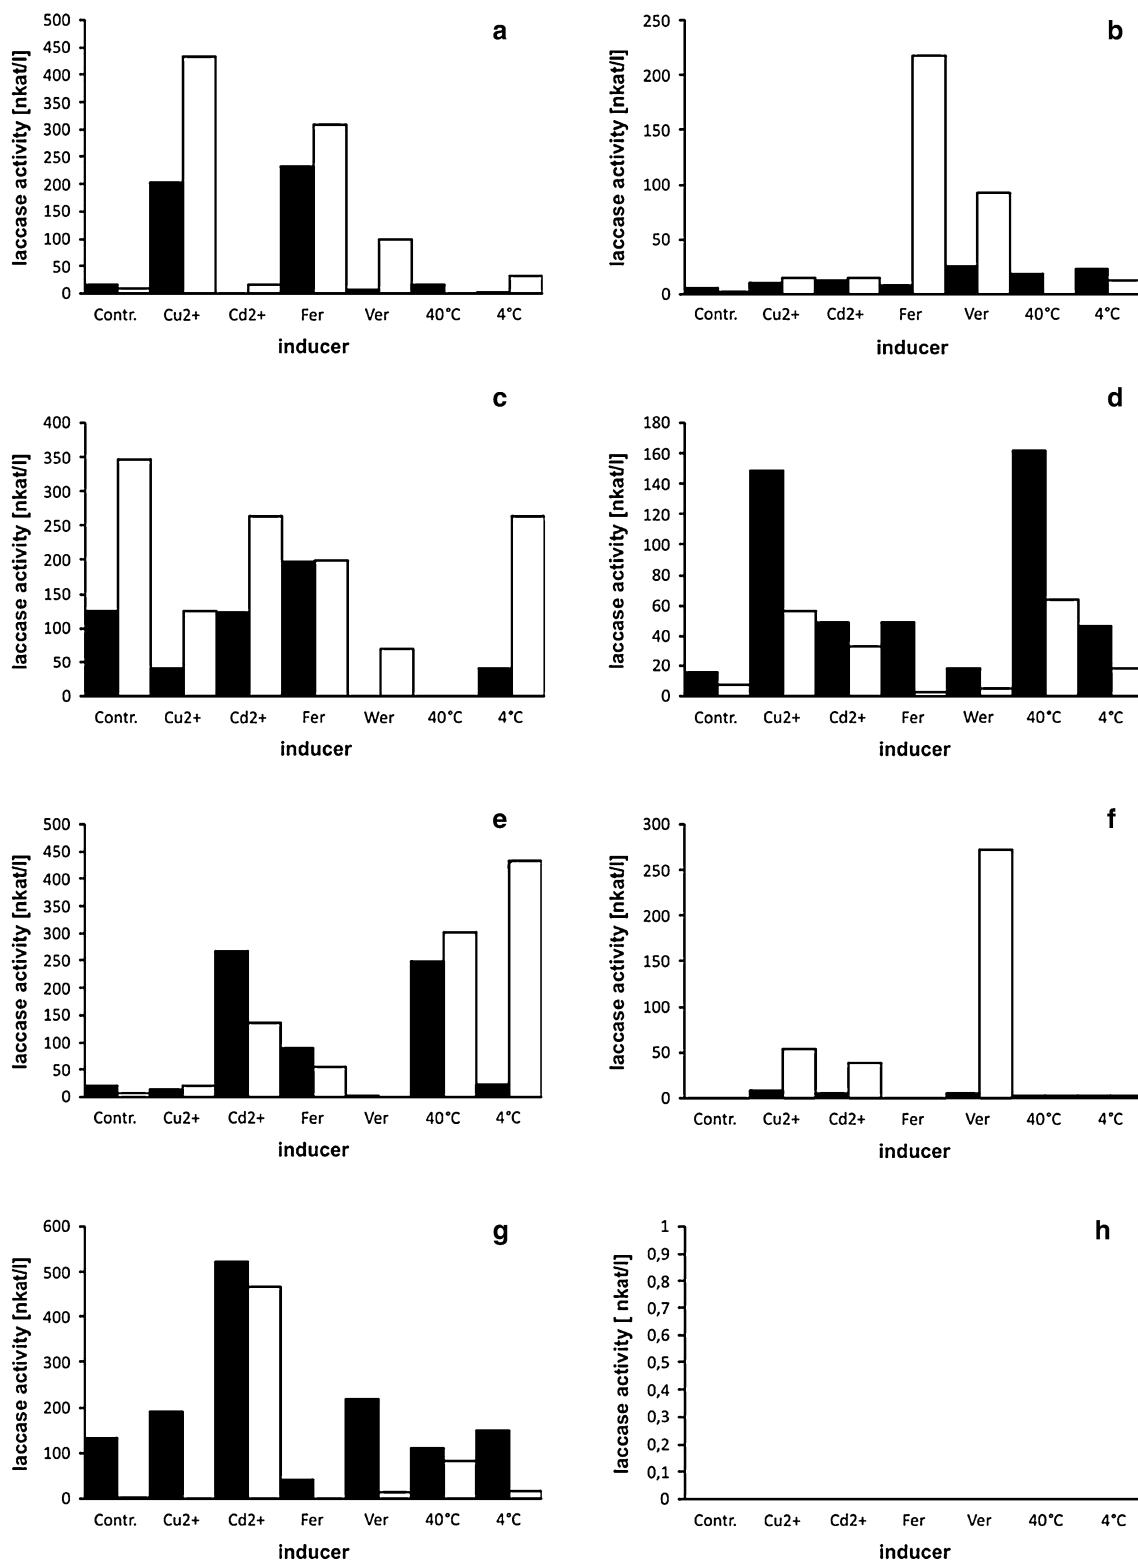 a
laccase activity [nkat/l]
500
450
400
350
300
250
200
150
100
50
0
Contr. Cu2+ Cd2+ Fer Ver 40°C 4°C
inducer
b
laccase activity [nkat/l]
250
200
150
100
50
0
Contr. Cu2+ Cd2+ Fer Ver 40°C 4°C
inducer
c
laccase activity [nkat/l]
400
350
300
250
200
150
100
50
0
Contr. Cu2+ Cd2+ Fer Wer 40°C 4°C
inducer
d
laccase activity [nkat/l]
180
160
140
120
100
80
60
40
20
0
Contr. Cu2+ Cd2+ Fer Wer 40°C 4°C
inducer
e
laccase activity [nkat/l]
500
450
400
350
300
250
200
150
100
50
0
Contr. Cu2+ Cd2+ Fer Ver 40°C 4°C
inducer
f
laccase activity [nkat/l]
300
250
200
150
100
50
0
Contr. Cu2+ Cd2+ Fer Ver 40°C 4°C
inducer
g
laccase activity [nkat/l]
600
500
400
300
200
100
0
Contr. Cu2+ Cd2+ Fer Ver 40°C 4°C
inducer
h
laccase activity [ nkat/l]
1
0,9
0,8
0,7
0,6
0,5
0,4
0,3
0,2
0,1
0
Contr. Cu2+ Cd2+ Fer Ver 40°C 4°C
inducer